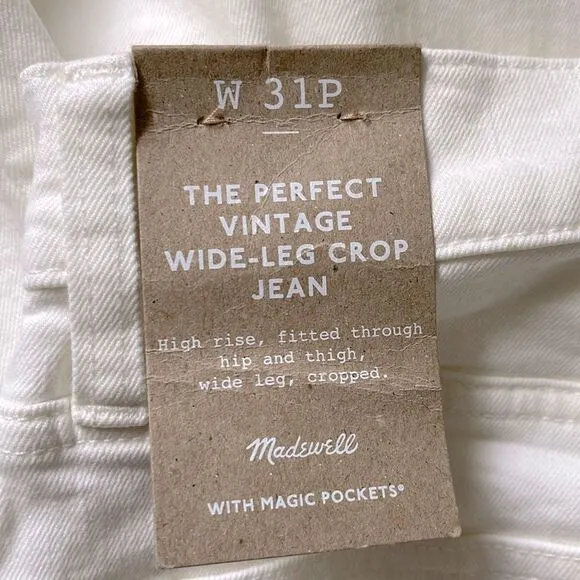 W 31P
THE PERFECT
VINTAGE
WIDE-LEG CROP
JEAN
High rise, fitted through
hip and thigh,
wide leg, cropped.
Madewell
WITH MAGIC POCKETS®